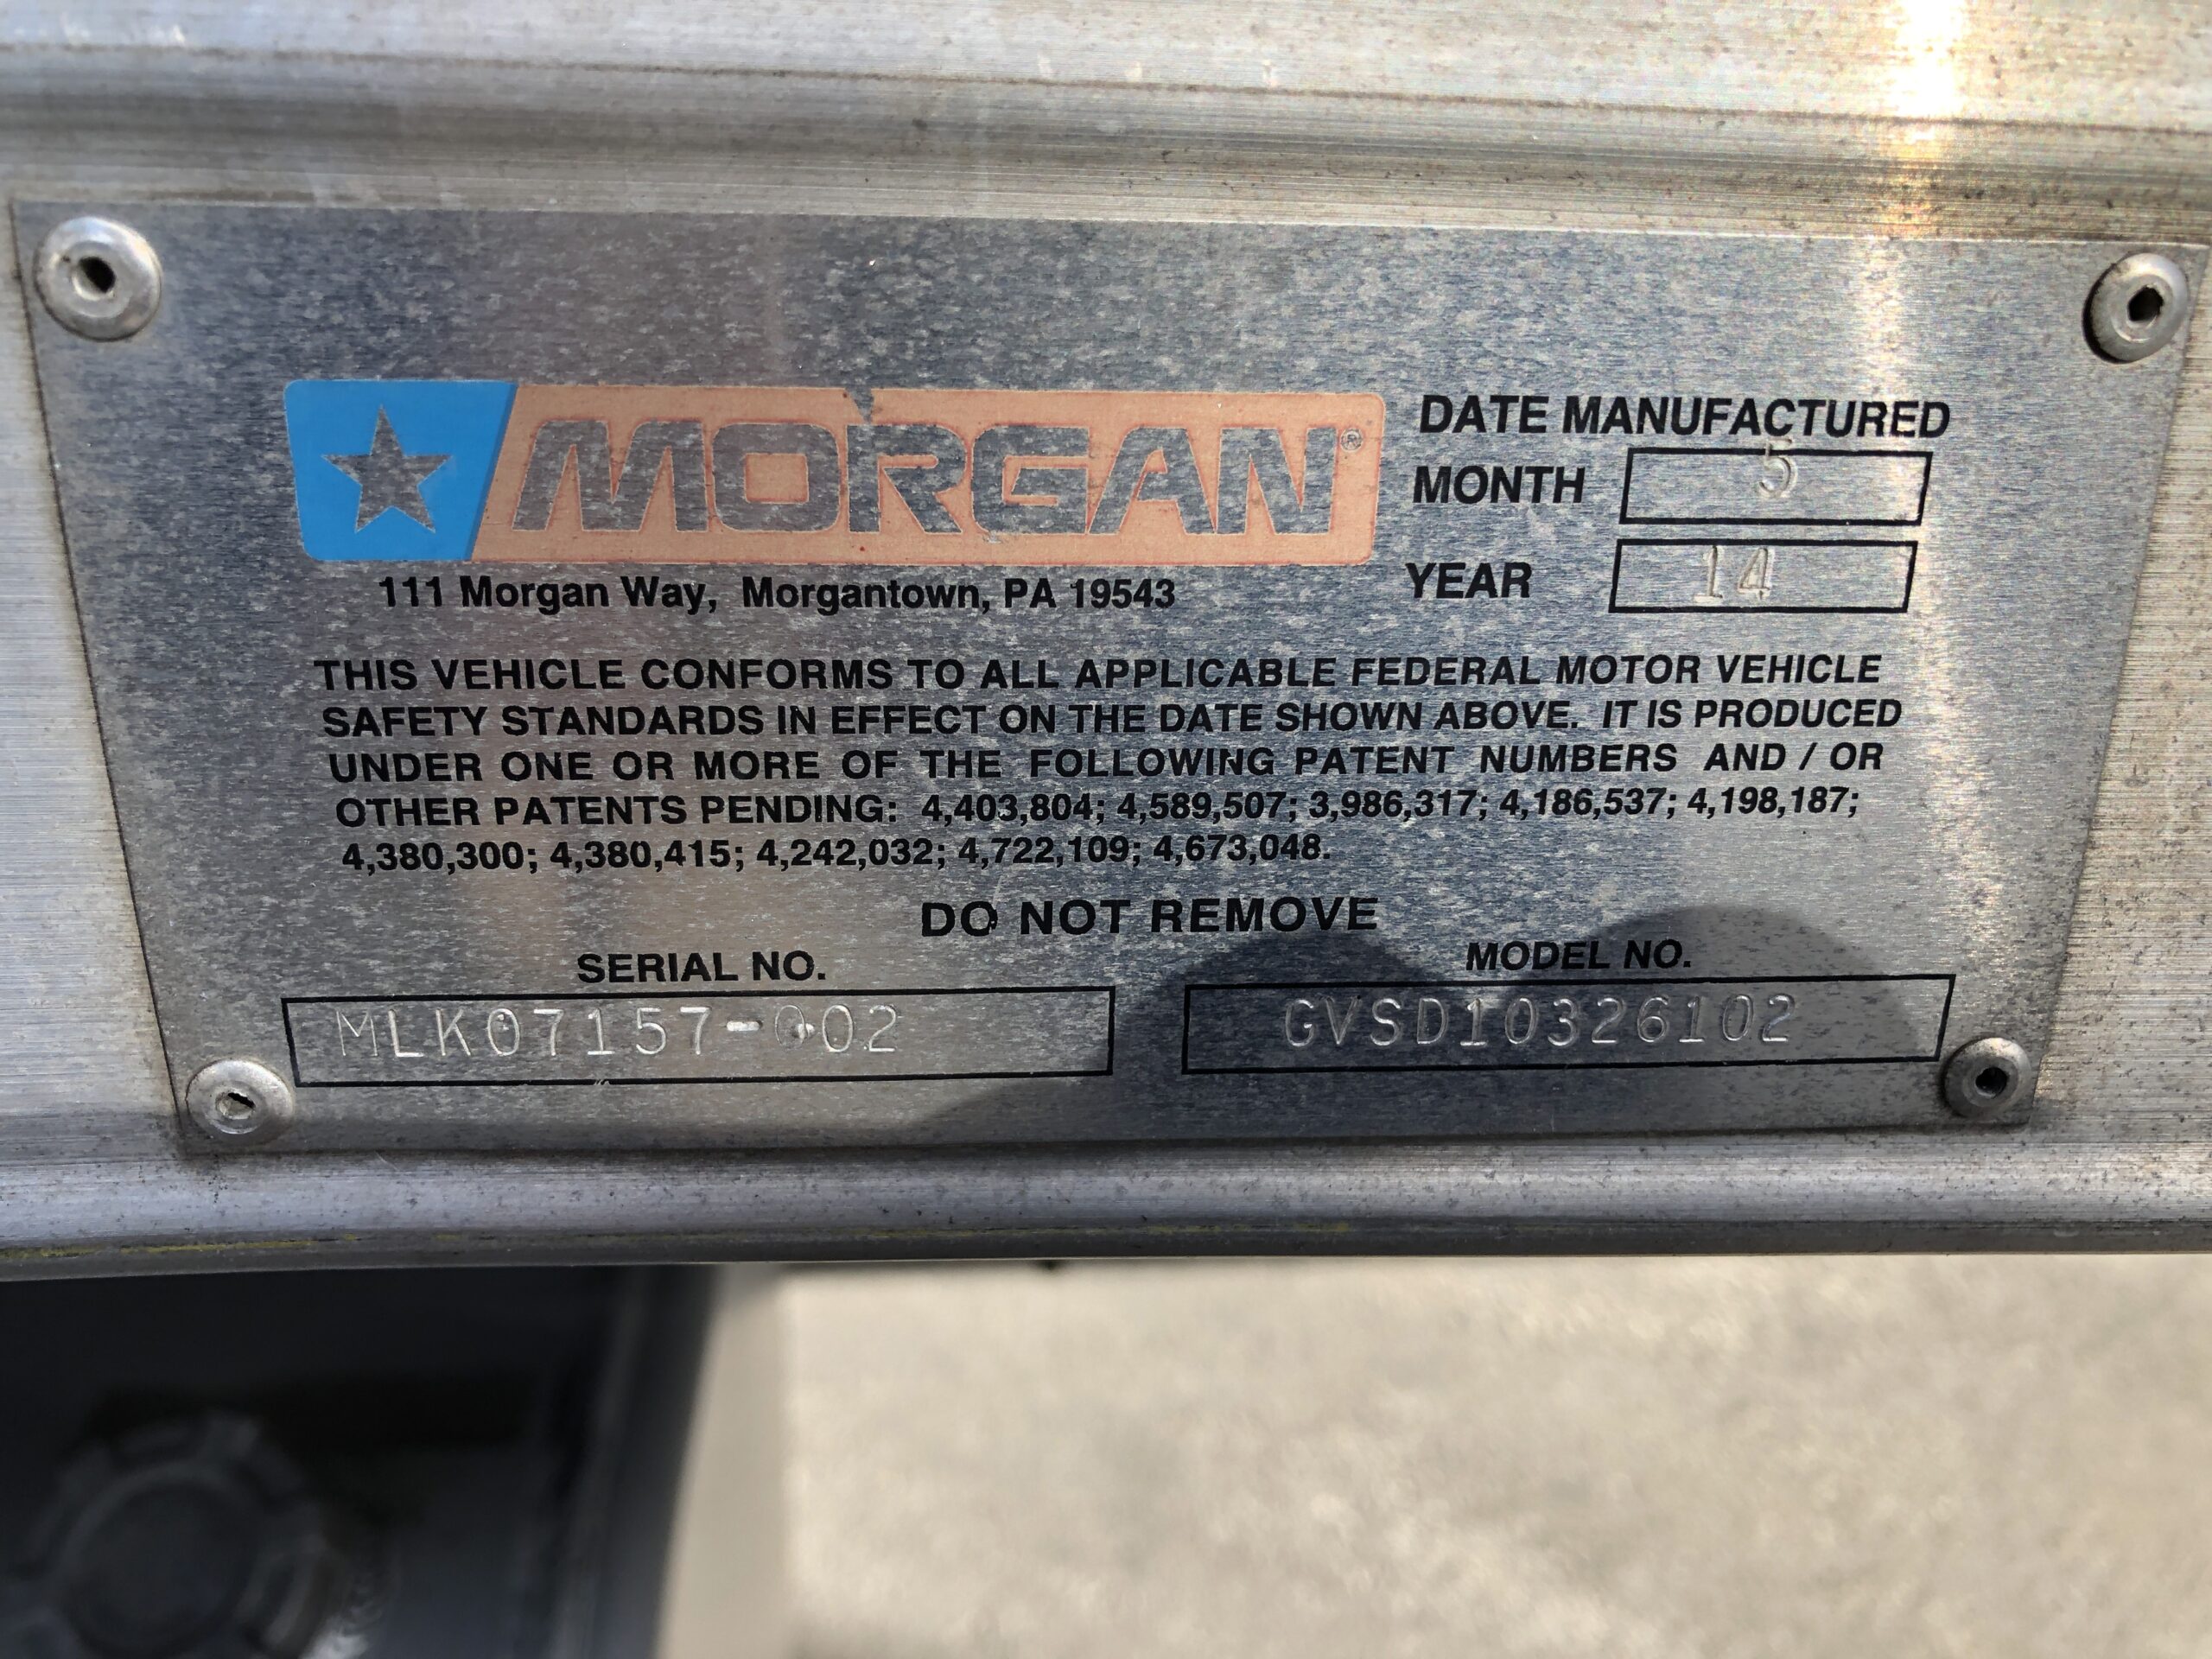 MORGAN®
111 Morgan Way, Morgantown, PA 19543
DATE MANUFACTURED
MONTH 5
YEAR 14
THIS VEHICLE CONFORMS TO ALL APPLICABLE FEDERAL MOTOR VEHICLE
SAFETY STANDARDS IN EFFECT ON THE DATE SHOWN ABOVE. IT IS PRODUCED
UNDER ONE OR MORE OF THE FOLLOWING PATENT NUMBERS AND / OR
OTHER PATENTS PENDING: 4,403,804; 4,589,507; 3,986,317; 4,186,537; 4,198,187;
4,380,300; 4,380,415; 4,242,032; 4,722,109; 4,673,048.
DO NOT REMOVE
SERIAL NO.
MLK07157-002
MODEL NO.
GVSD10326102